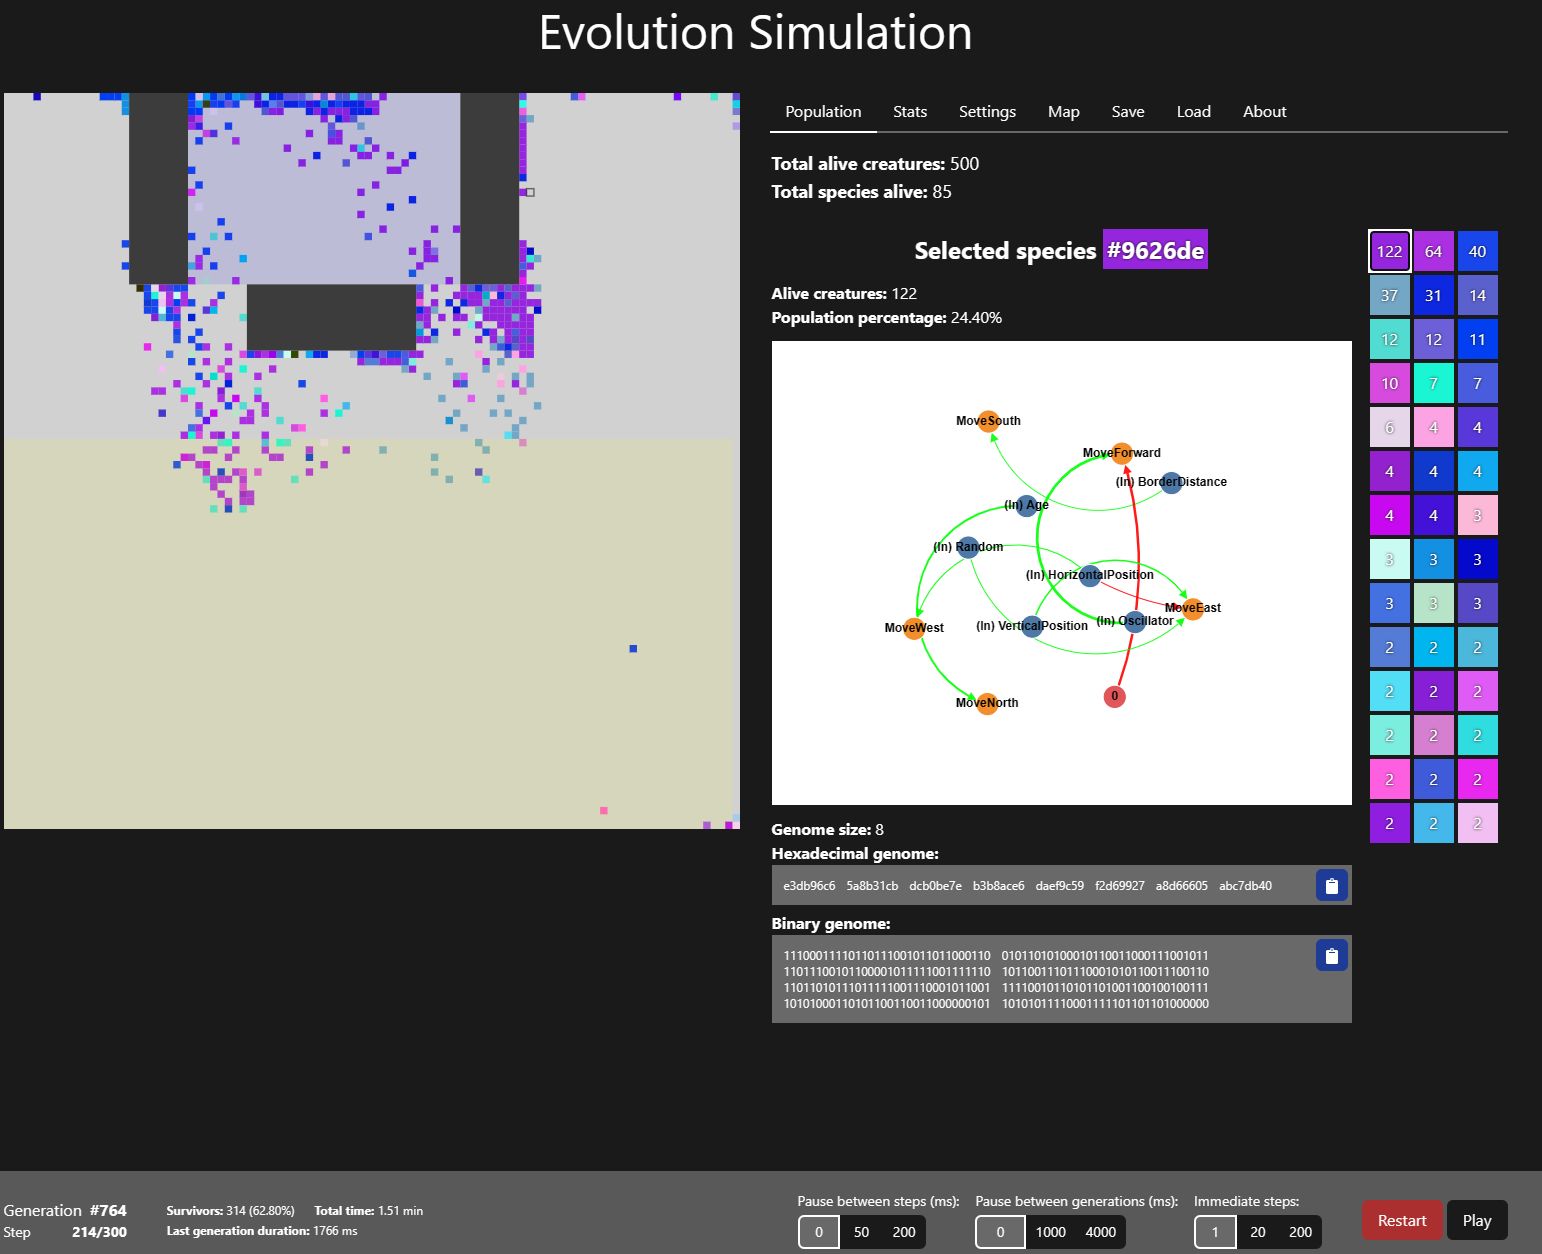 Evolution Simulation
Population Stats Settings Map Save Load About
Total alive creatures: 500
Total species alive: 85
Selected species #9626de
Alive creatures: 122
Population percentage: 24.40%
122 64 40
37 31 14
12 12 11
10 7 7
6 4 4
4 4 4
4 4 3
3 3 3
3 3 3
2 2 2
2 2 2
2 2 2
2 2 2
2 2 2
MoveSouth
MoveForward
(In) BorderDistance
(In) Age
(In) Random
(In) HorizontalPosition
MoveEast
MoveWest
(In) VerticalPosition
(In) Oscillator
MoveNorth
0
Genome size: 8
Hexadecimal genome:
e3db96c6 5a8b31cb dcb0be7e b3b8ace6 daef9c59 f2d69927 a8d66605 abc7db40
Binary genome:
11100011110110111001011011000110 01011010100010110011000111001011
11011100101100001011111001111110 10110011101110001010110011100110
11011010111011111001110001011001 11110010110101101001100100100111
10101000110101100110011000000101 10101011110001111101101101000000
Generation #764
Step 214/300
Survivors: 314 (62.80%) Total time: 1.51 min
Last generation duration: 1766 ms
Pause between steps (ms):
0 50 200
Pause between generations (ms):
0 1000 4000
Immediate steps:
1 20 200
Restart Play